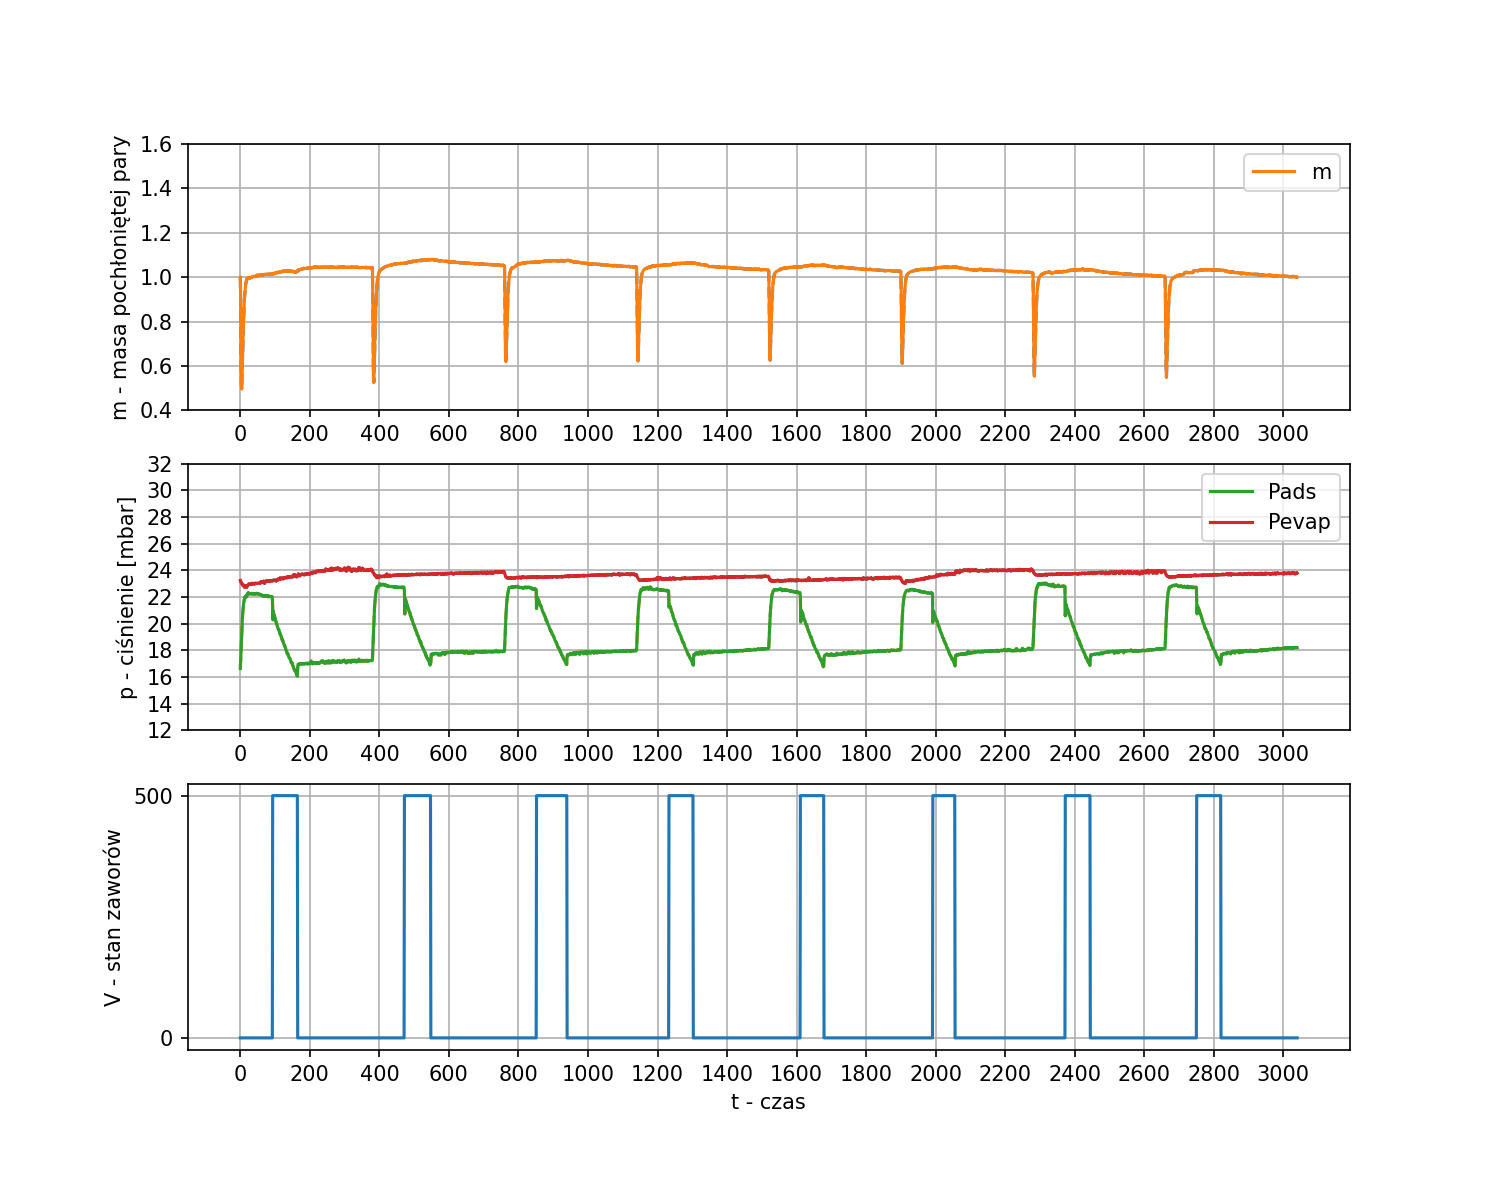 1.6
1.4
1.2
1.0
0.8
0.6
0.4
m - masa pochłoniętej pary
m
0 200 400 600 800 1000 1200 1400 1600 1800 2000 2200 2400 2600 2800 3000
32
30
28
26
24
22
20
18
16
14
12
p - ciśnienie [mbar]
Pads
Pevap
0 200 400 600 800 1000 1200 1400 1600 1800 2000 2200 2400 2600 2800 3000
500
0
V - stan zaworów
0 200 400 600 800 1000 1200 1400 1600 1800 2000 2200 2400 2600 2800 3000
t - czas